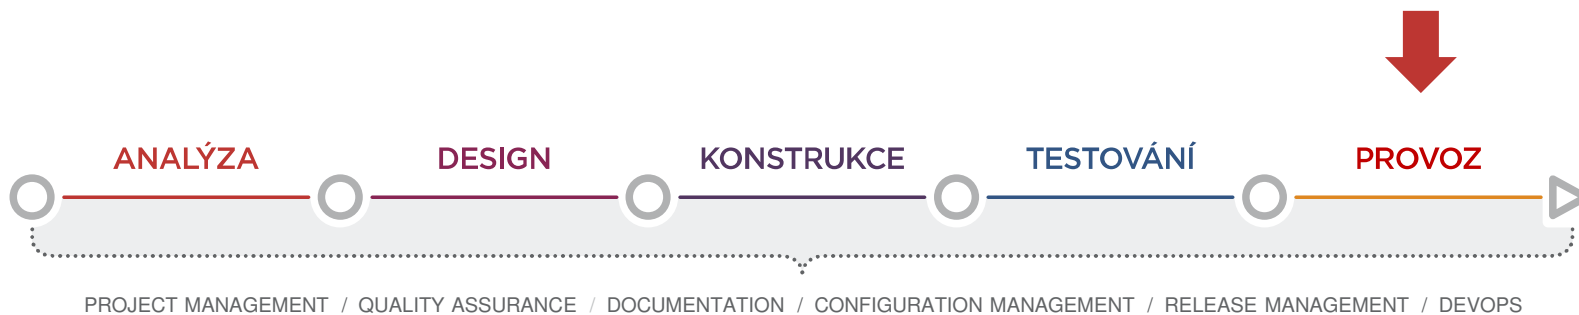 ANALÝZA DESIGN KONSTRUKCE TESTOVÁNÍ PROVOZ
PROJECT MANAGEMENT / QUALITY ASSURANCE / DOCUMENTATION / CONFIGURATION MANAGEMENT / RELEASE MANAGEMENT / DEVOPS